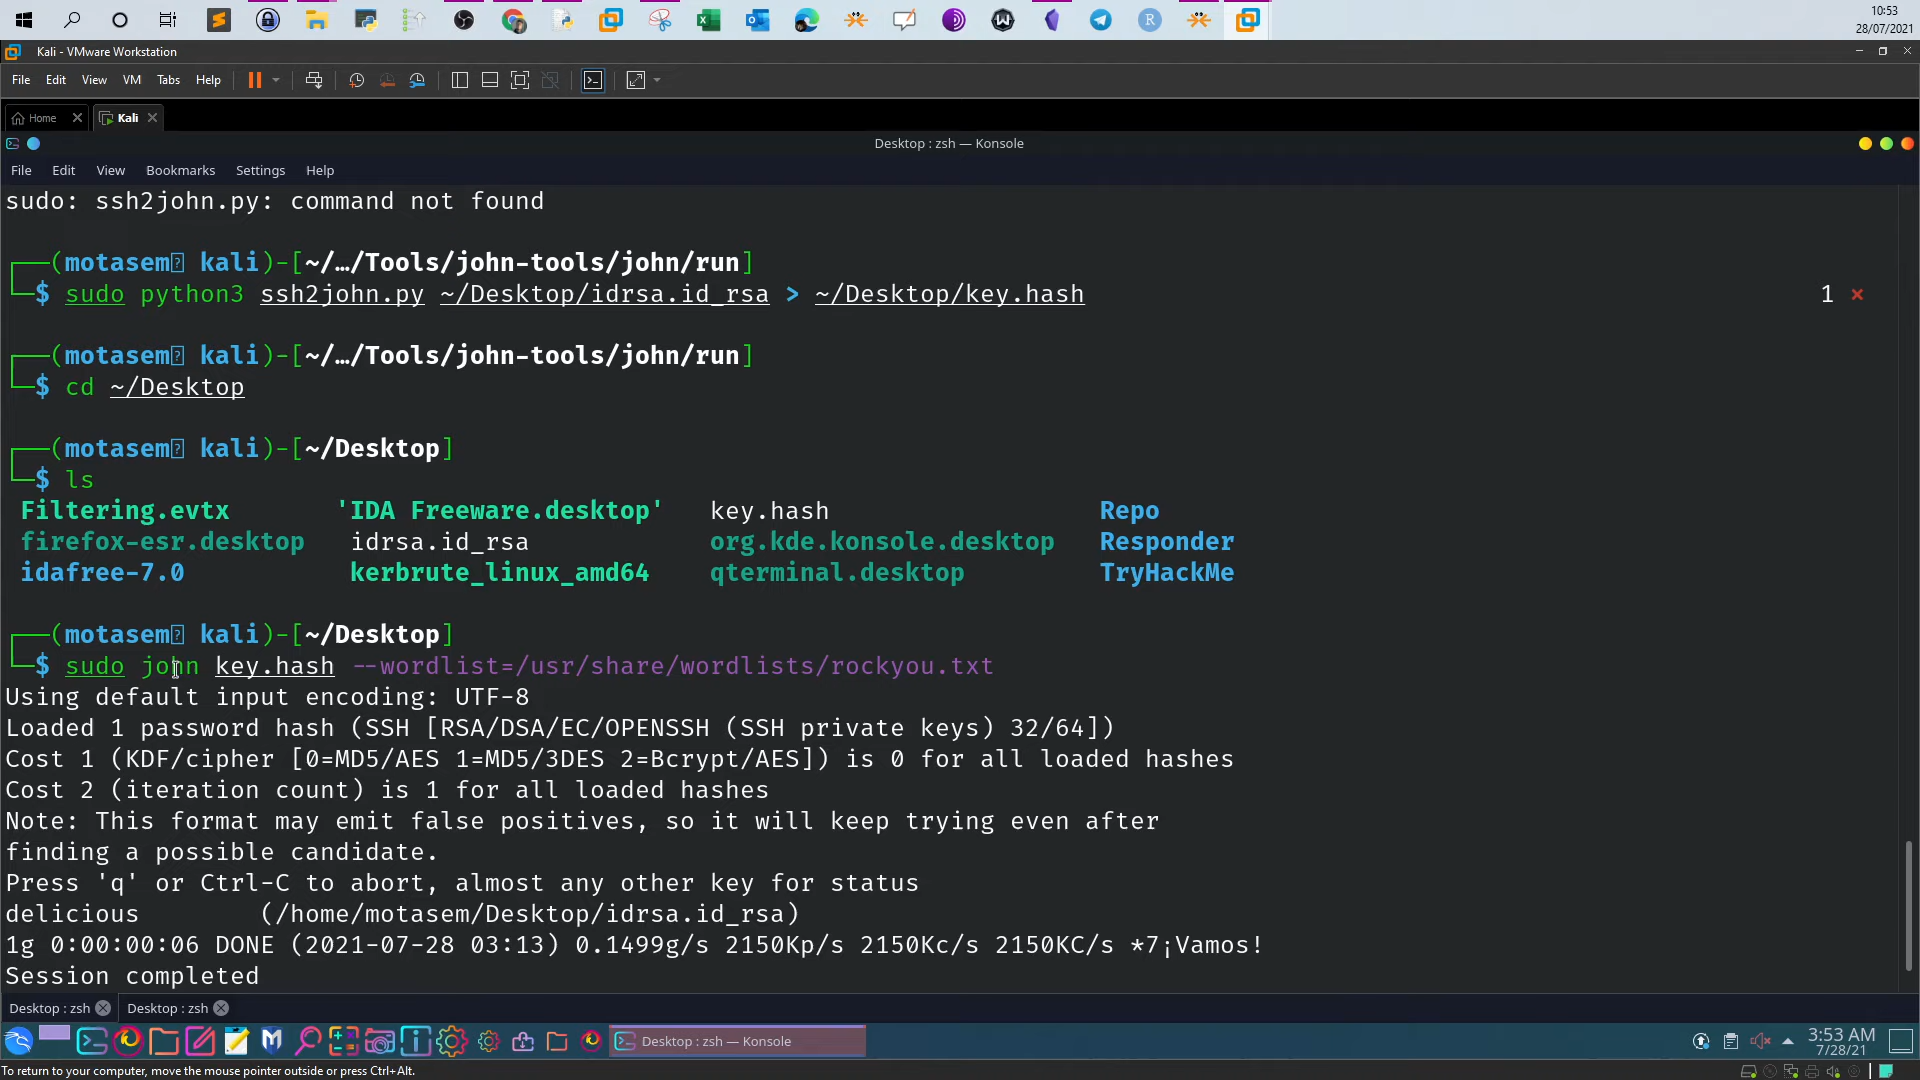 10:53
28/07/2021
Kali - VMware Workstation
File Edit View VM Tabs Help
Home Kali
Desktop : zsh — Konsole
File Edit View Bookmarks Settings Help
sudo: ssh2john.py: command not found
┌──(motasem kali)-[~/…/Tools/john-tools/john/run]
└─$ sudo python3 ssh2john.py ~/Desktop/idrsa.id_rsa > ~/Desktop/key.hash 1 ×
┌──(motasem kali)-[~/…/Tools/john-tools/john/run]
└─$ cd ~/Desktop
┌──(motasem kali)-[~/Desktop]
└─$ ls
Filtering.evtx 'IDA Freeware.desktop' key.hash Repo
firefox-esr.desktop idrsa.id_rsa org.kde.konsole.desktop Responder
idafree-7.0 kerbrute_linux_amd64 qterminal.desktop TryHackMe
┌──(motasem kali)-[~/Desktop]
└─$ sudo john key.hash --wordlist=/usr/share/wordlists/rockyou.txt
Using default input encoding: UTF-8
Loaded 1 password hash (SSH [RSA/DSA/EC/OPENSSH (SSH private keys) 32/64])
Cost 1 (KDF/cipher [0=MD5/AES 1=MD5/3DES 2=Bcrypt/AES]) is 0 for all loaded hashes
Cost 2 (iteration count) is 1 for all loaded hashes
Note: This format may emit false positives, so it will keep trying even after
finding a possible candidate.
Press 'q' or Ctrl-C to abort, almost any other key for status
delicious (/home/motasem/Desktop/idrsa.id_rsa)
1g 0:00:00:06 DONE (2021-07-28 03:13) 0.1499g/s 2150Kp/s 2150Kc/s 2150KC/s *7¡Vamos!
Session completed
Desktop : zsh Desktop : zsh
Desktop : zsh — Konsole
3:53 AM
7/28/21
To return to your computer, move the mouse pointer outside or press Ctrl+Alt.